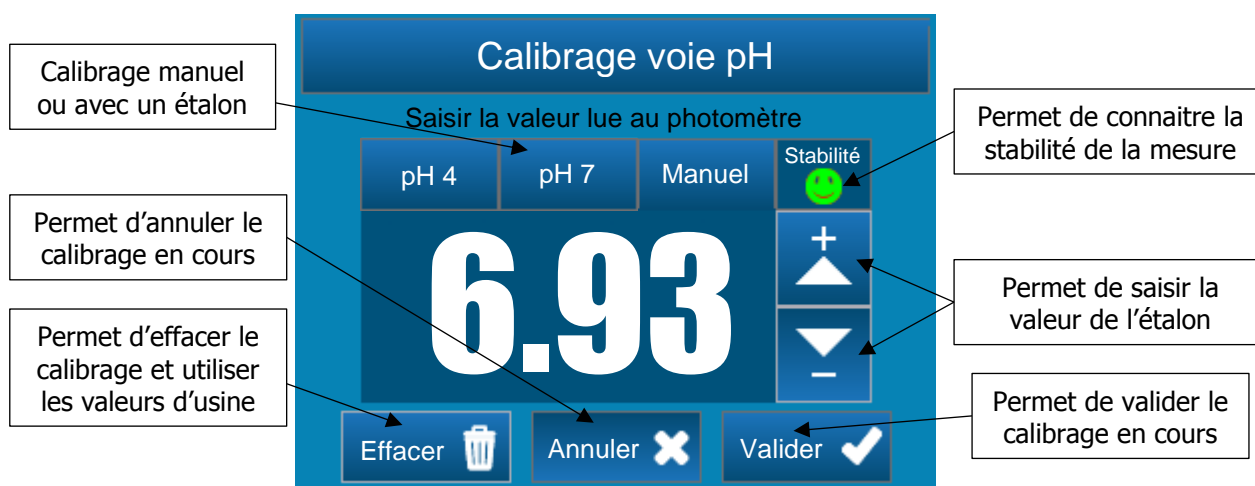 Calibrage voie pH
Calibrage manuel
ou avec un étalon
Saisir la valeur lue au photomètre
Permet de connaitre la
stabilité de la mesure
pH 4
pH 7
Manuel
Stabilité
Permet d'annuler le
calibrage en cours
6.93
+
−
Permet de saisir la
valeur de l'étalon
Permet d'effacer le
calibrage et utiliser
les valeurs d'usine
Permet de valider le
calibrage en cours
Effacer
Annuler
Valider